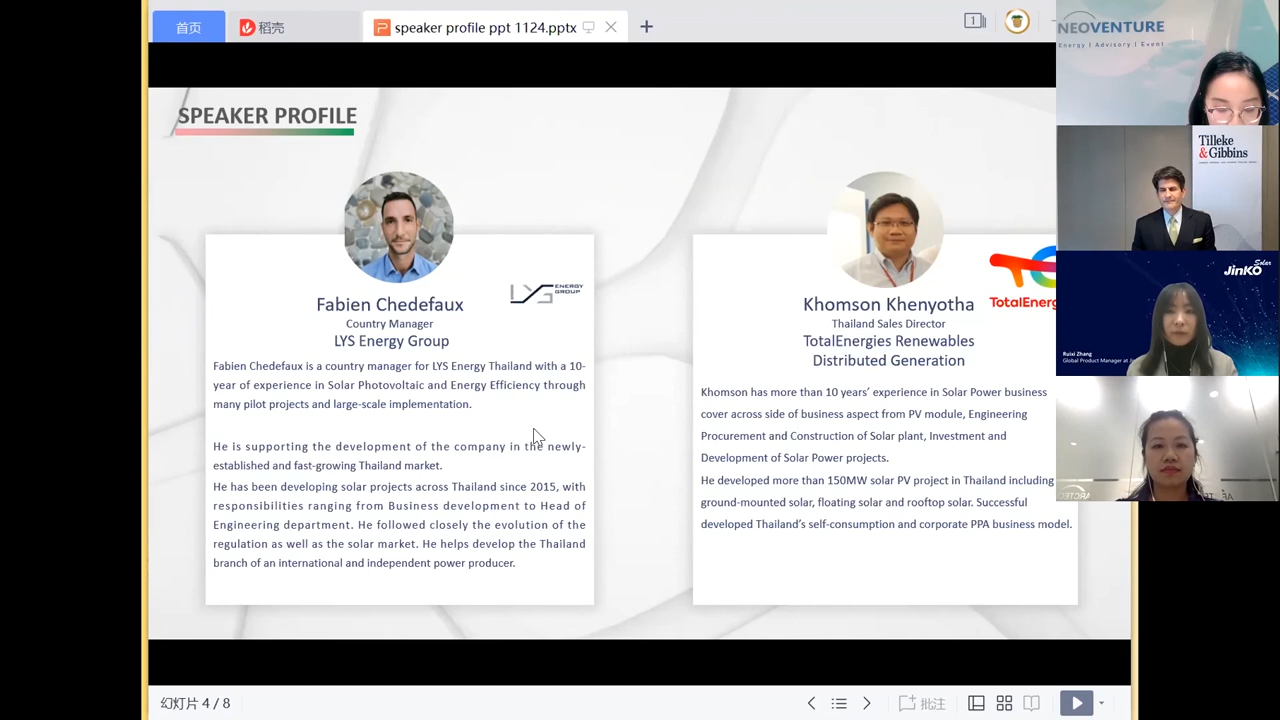 首页
稻壳
speaker profile ppt 1124.pptx
1
SPEAKER PROFILE
Fabien Chedefaux
Country Manager
LYS Energy Group
LYS ENERGY GROUP
Fabien Chedefaux is a country manager for LYS Energy Thailand with a 10-
year of experience in Solar Photovoltaic and Energy Efficiency through
many pilot projects and large-scale implementation.
He is supporting the development of the company in the newly-
established and fast-growing Thailand market.
He has been developing solar projects across Thailand since 2015, with
responsibilities ranging from Business development to Head of
Engineering department. He followed closely the evolution of the
regulation as well as the solar market. He helps develop the Thailand
branch of an international and independent power producer.
Khomson Khenyotha
Thailand Sales Director
TotalEnergies Renewables
Distributed Generation
TotalEnerg
Khomson has more than 10 years’ experience in Solar Power business
cover across side of business aspect from PV module, Engineering
Procurement and Construction of Solar plant, Investment and
Development of Solar Power projects.
He developed more than 150MW solar PV project in Thailand including
ground-mounted solar, floating solar and rooftop solar. Successful
developed Thailand’s self-consumption and corporate PPA business model.
NEOVENTURE
Energy | Advisory | Event
Tilleke
& Gibbins
JinKO Solar
Ruixi Zhang
Global Product Manager at Ji
幻灯片 4 / 8
批注